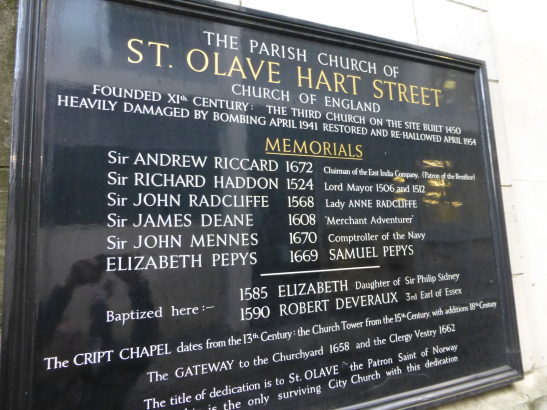 THE PARISH CHURCH OF
ST. OLAVE HART STREET
CHURCH OF ENGLAND
FOUNDED XIth CENTURY: THE THIRD CHURCH ON THE SITE BUILT 1450
HEAVILY DAMAGED BY BOMBING APRIL 1941 RESTORED AND RE-HALLOWED APRIL 1954
MEMORIALS
Sir ANDREW RICCARD 1672 Chairman of the East India Company. (Patron of the Benefice)
Sir RICHARD HADDON 1524 Lord Mayor 1506 and 1512
Sir JOHN RADCLIFFE 1568 Lady ANNE RADCLIFFE
Sir JAMES DEANE 1608 'Merchant Adventurer'
Sir JOHN MENNES 1670 Comptroller of the Navy
ELIZABETH PEPYS 1669 SAMUEL PEPYS
Baptized here :- 1585 ELIZABETH Daughter of Sir Philip Sidney
1590 ROBERT DEVERAUX 3rd Earl of Essex
The CRIPT CHAPEL dates from the 13th Century: the Church Tower from the 15th Century, with additions 18th Century
The GATEWAY to the Churchyard 1658 and the Clergy Vestry 1662
The title of dedication is to St. OLAVE the Patron Saint of Norway
is the only surviving City Church with this dedication